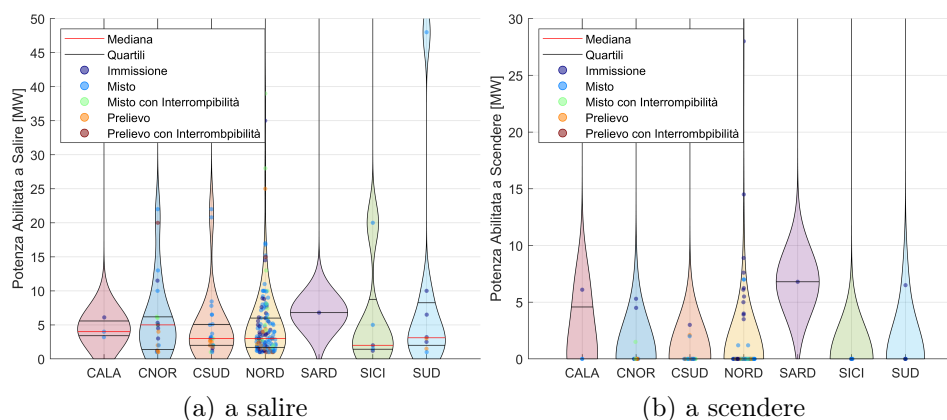 Potenza Abilitata a Salire [MW]
50
45
40
35
30
25
20
15
10
5
0
Mediana
Quartili
Immissione
Misto
Misto con Interrompibilità
Prelievo
Prelievo con Interrombpibilità
CALA CNOR CSUD NORD SARD SICI SUD
(a) a salire
Potenza Abilitata a Scendere [MW]
30
25
20
15
10
5
0
Mediana
Quartili
Immissione
Misto
Misto con Interrompibilità
Prelievo
Prelievo con Interrombpibilità
CALA CNOR CSUD NORD SARD SICI SUD
(b) a scendere